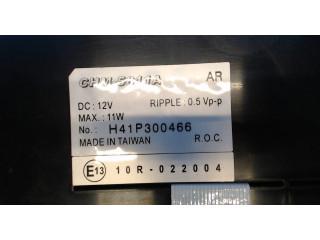 AR
DC : 12V RIPPLE : 0.5 Vp-p
MAX. : 11W
No.: H41P300466
MADE IN TAIWAN R.O.C.
E13 10R-022004